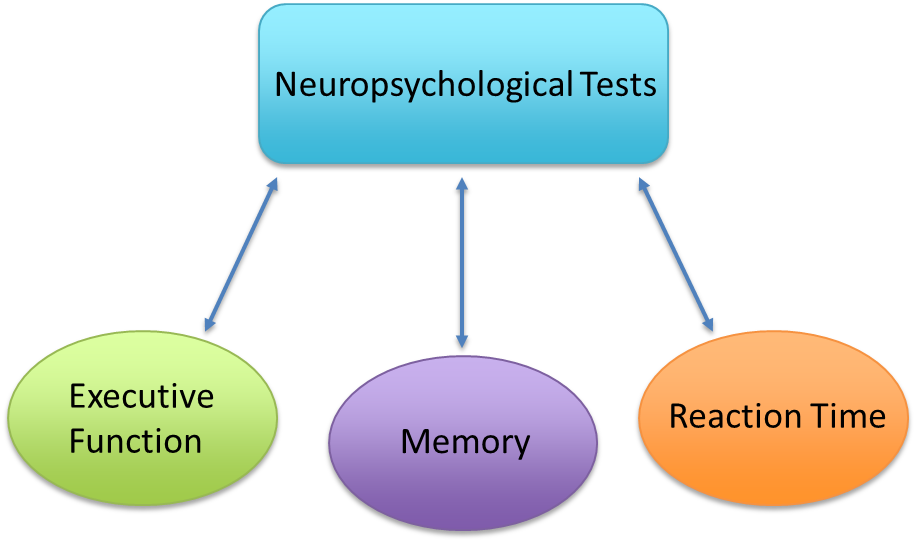 Neuropsychological Tests
Executive
Function
Memory
Reaction Time